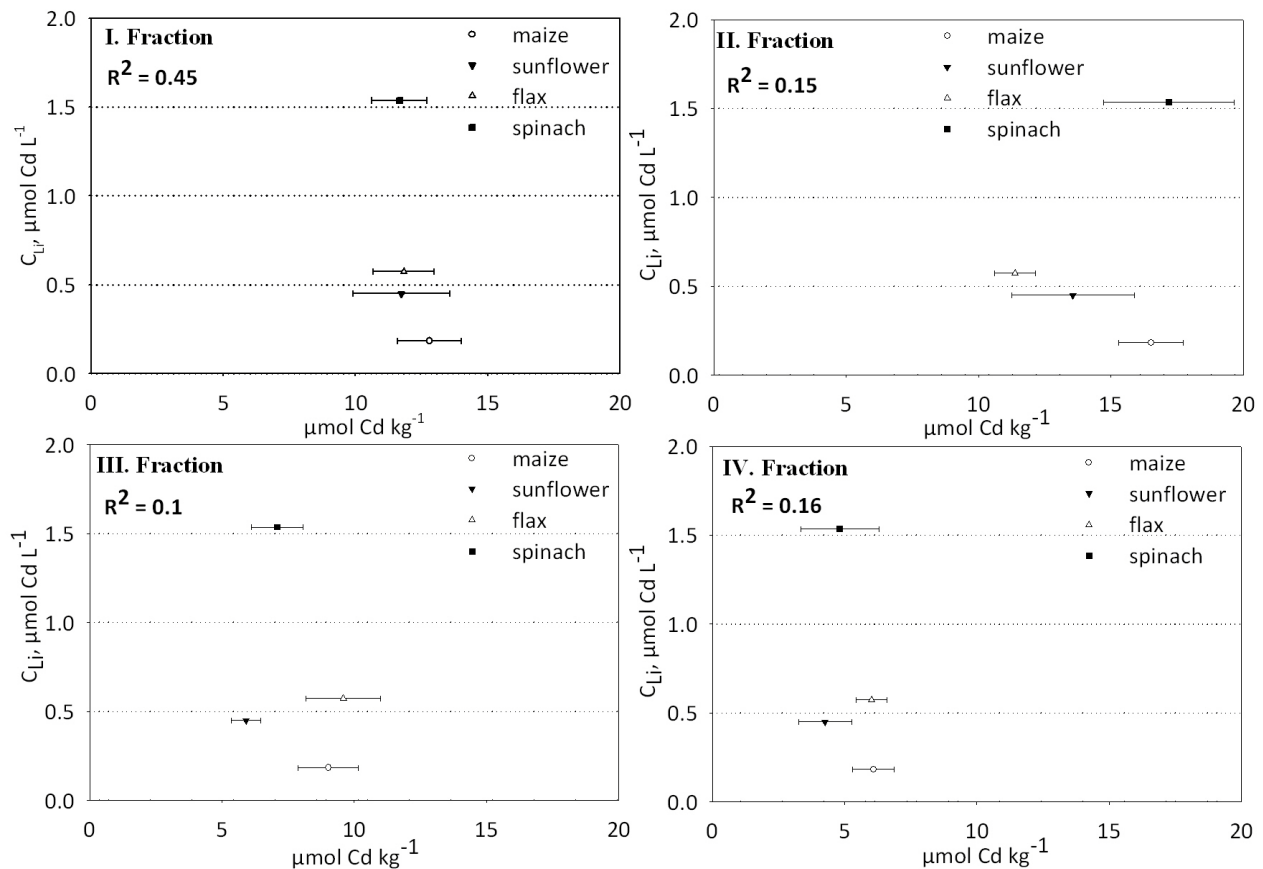 I. Fraction
R² = 0.45
maize
sunflower
flax
spinach
2.0
1.5
1.0
0.5
0.0
C_Li, µmol Cd L⁻¹
0 5 10 15 20
µmol Cd kg⁻¹
II. Fraction
R² = 0.15
maize
sunflower
flax
spinach
2.0
1.5
1.0
0.5
0.0
C_Li, µmol Cd L⁻¹
0 5 10 15 20
µmol Cd kg⁻¹
III. Fraction
R² = 0.1
maize
sunflower
flax
spinach
2.0
1.5
1.0
0.5
0.0
C_Li, µmol Cd L⁻¹
0 5 10 15 20
µmol Cd kg⁻¹
IV. Fraction
R² = 0.16
maize
sunflower
flax
spinach
2.0
1.5
1.0
0.5
0.0
C_Li, µmol Cd L⁻¹
0 5 10 15 20
µmol Cd kg⁻¹